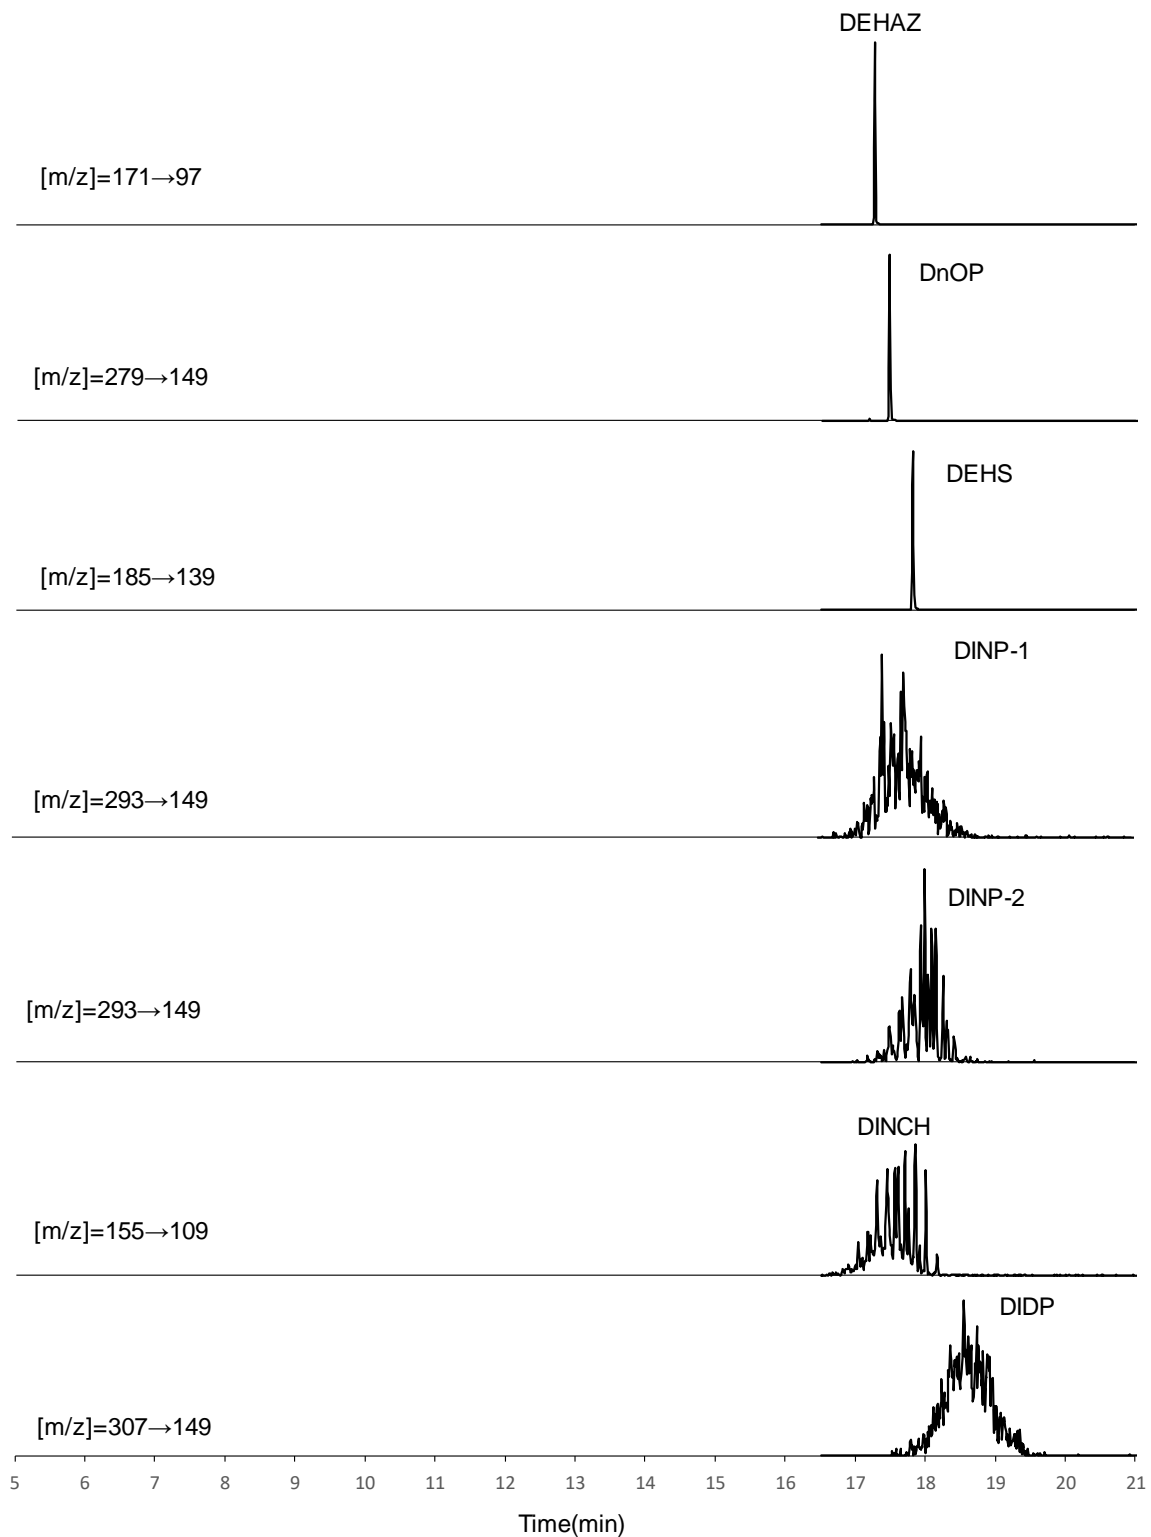 DEHAZ
[m/z]=171→97
DnOP
[m/z]=279→149
DEHS
[m/z]=185→139
DINP-1
[m/z]=293→149
DINP-2
[m/z]=293→149
DINCH
[m/z]=155→109
DIDP
[m/z]=307→149
5 6 7 8 9 10 11 12 13 14 15 16 17 18 19 20 21
Time(min)